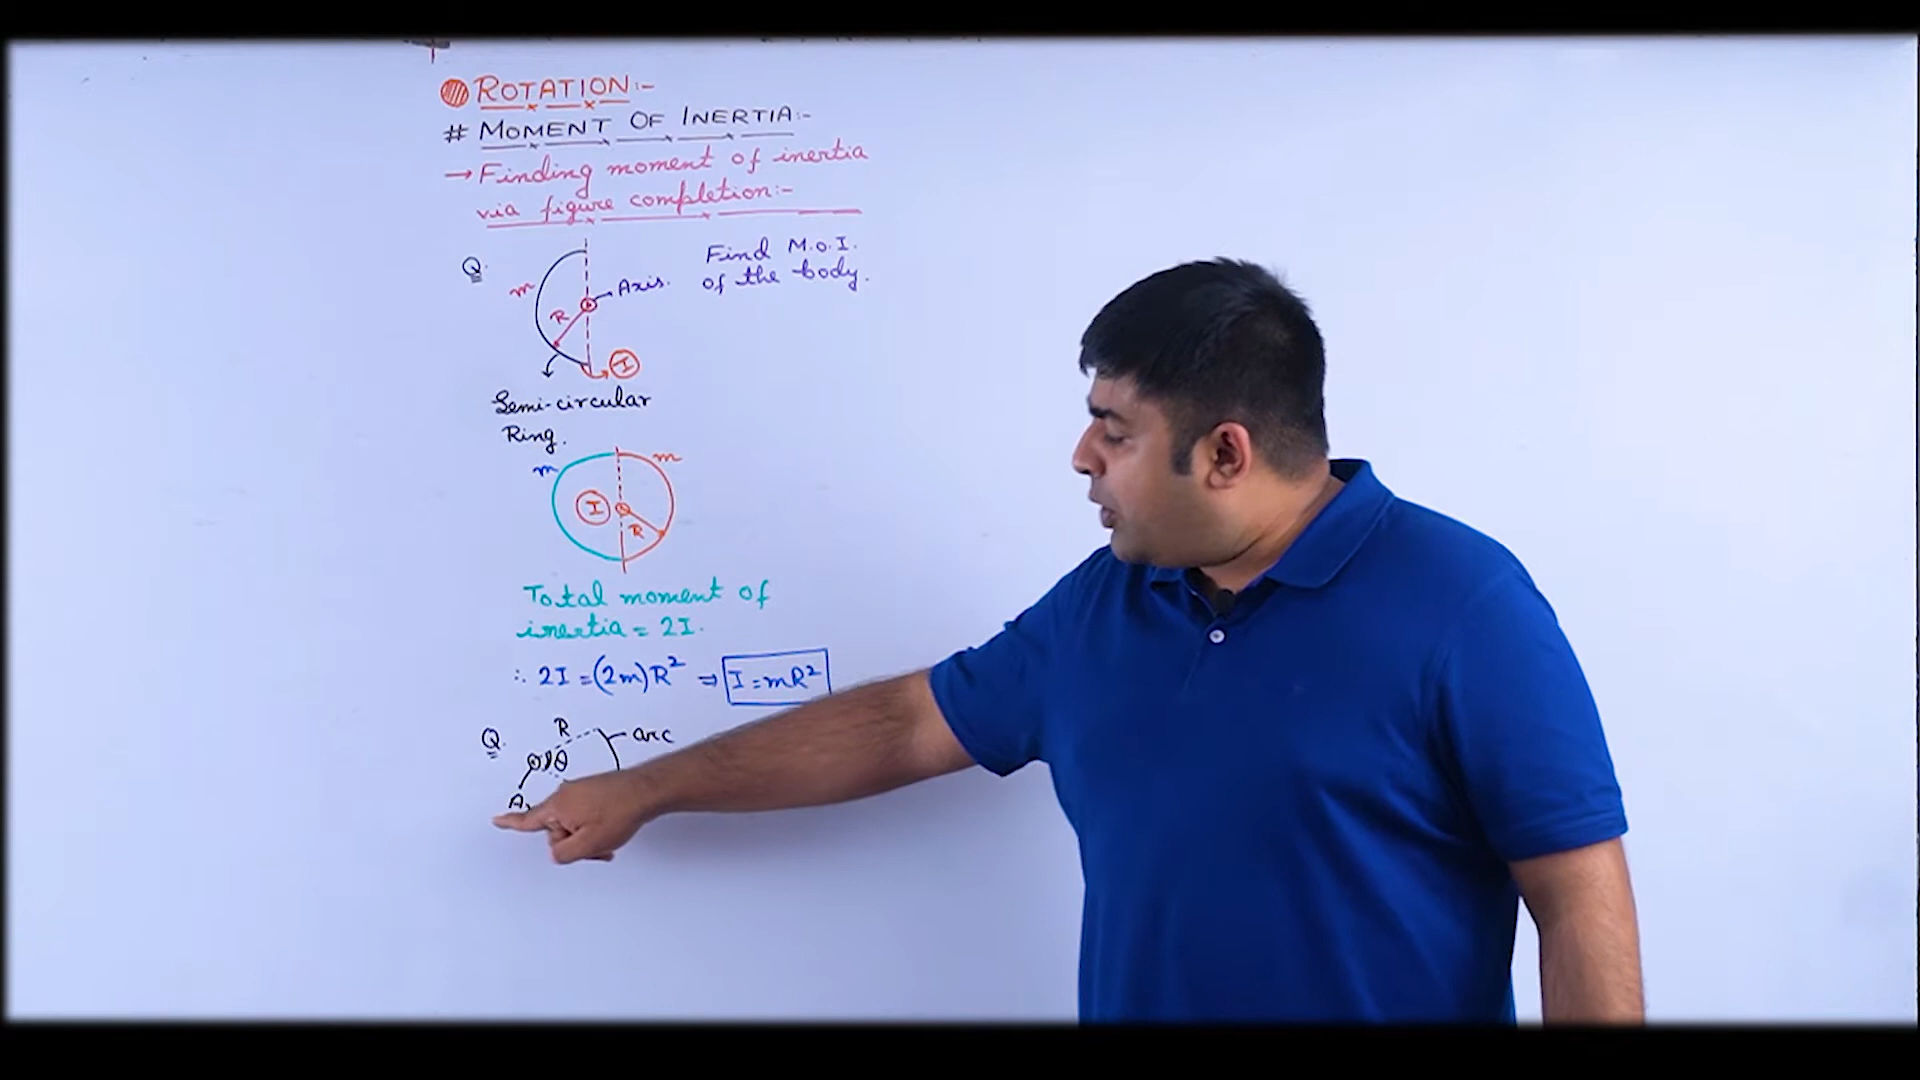 ROTATION:-
# MOMENT OF INERTIA:-
→ Finding moment of inertia
via figure completion:-
Q.
m
R
Axis.
I
Find M.O.I.
of the body.
Semi-circular
Ring.
m
m
I
R
Total moment of
inertia = 2I.
∴ 2I = (2m)R² ⇒ I = mR²
Q.
R
θ
arc